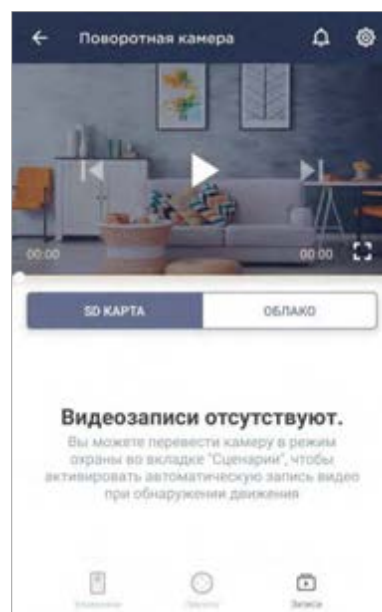 Поворотная камера
00:00 00:00
SD КАРТА ОБЛАКО
Видеозаписи отсутствуют.
Вы можете перевести камеру в режим
охраны во вкладке "Сценарии", чтобы
активировать автоматическую запись видео
при обнаружении движения
Записи